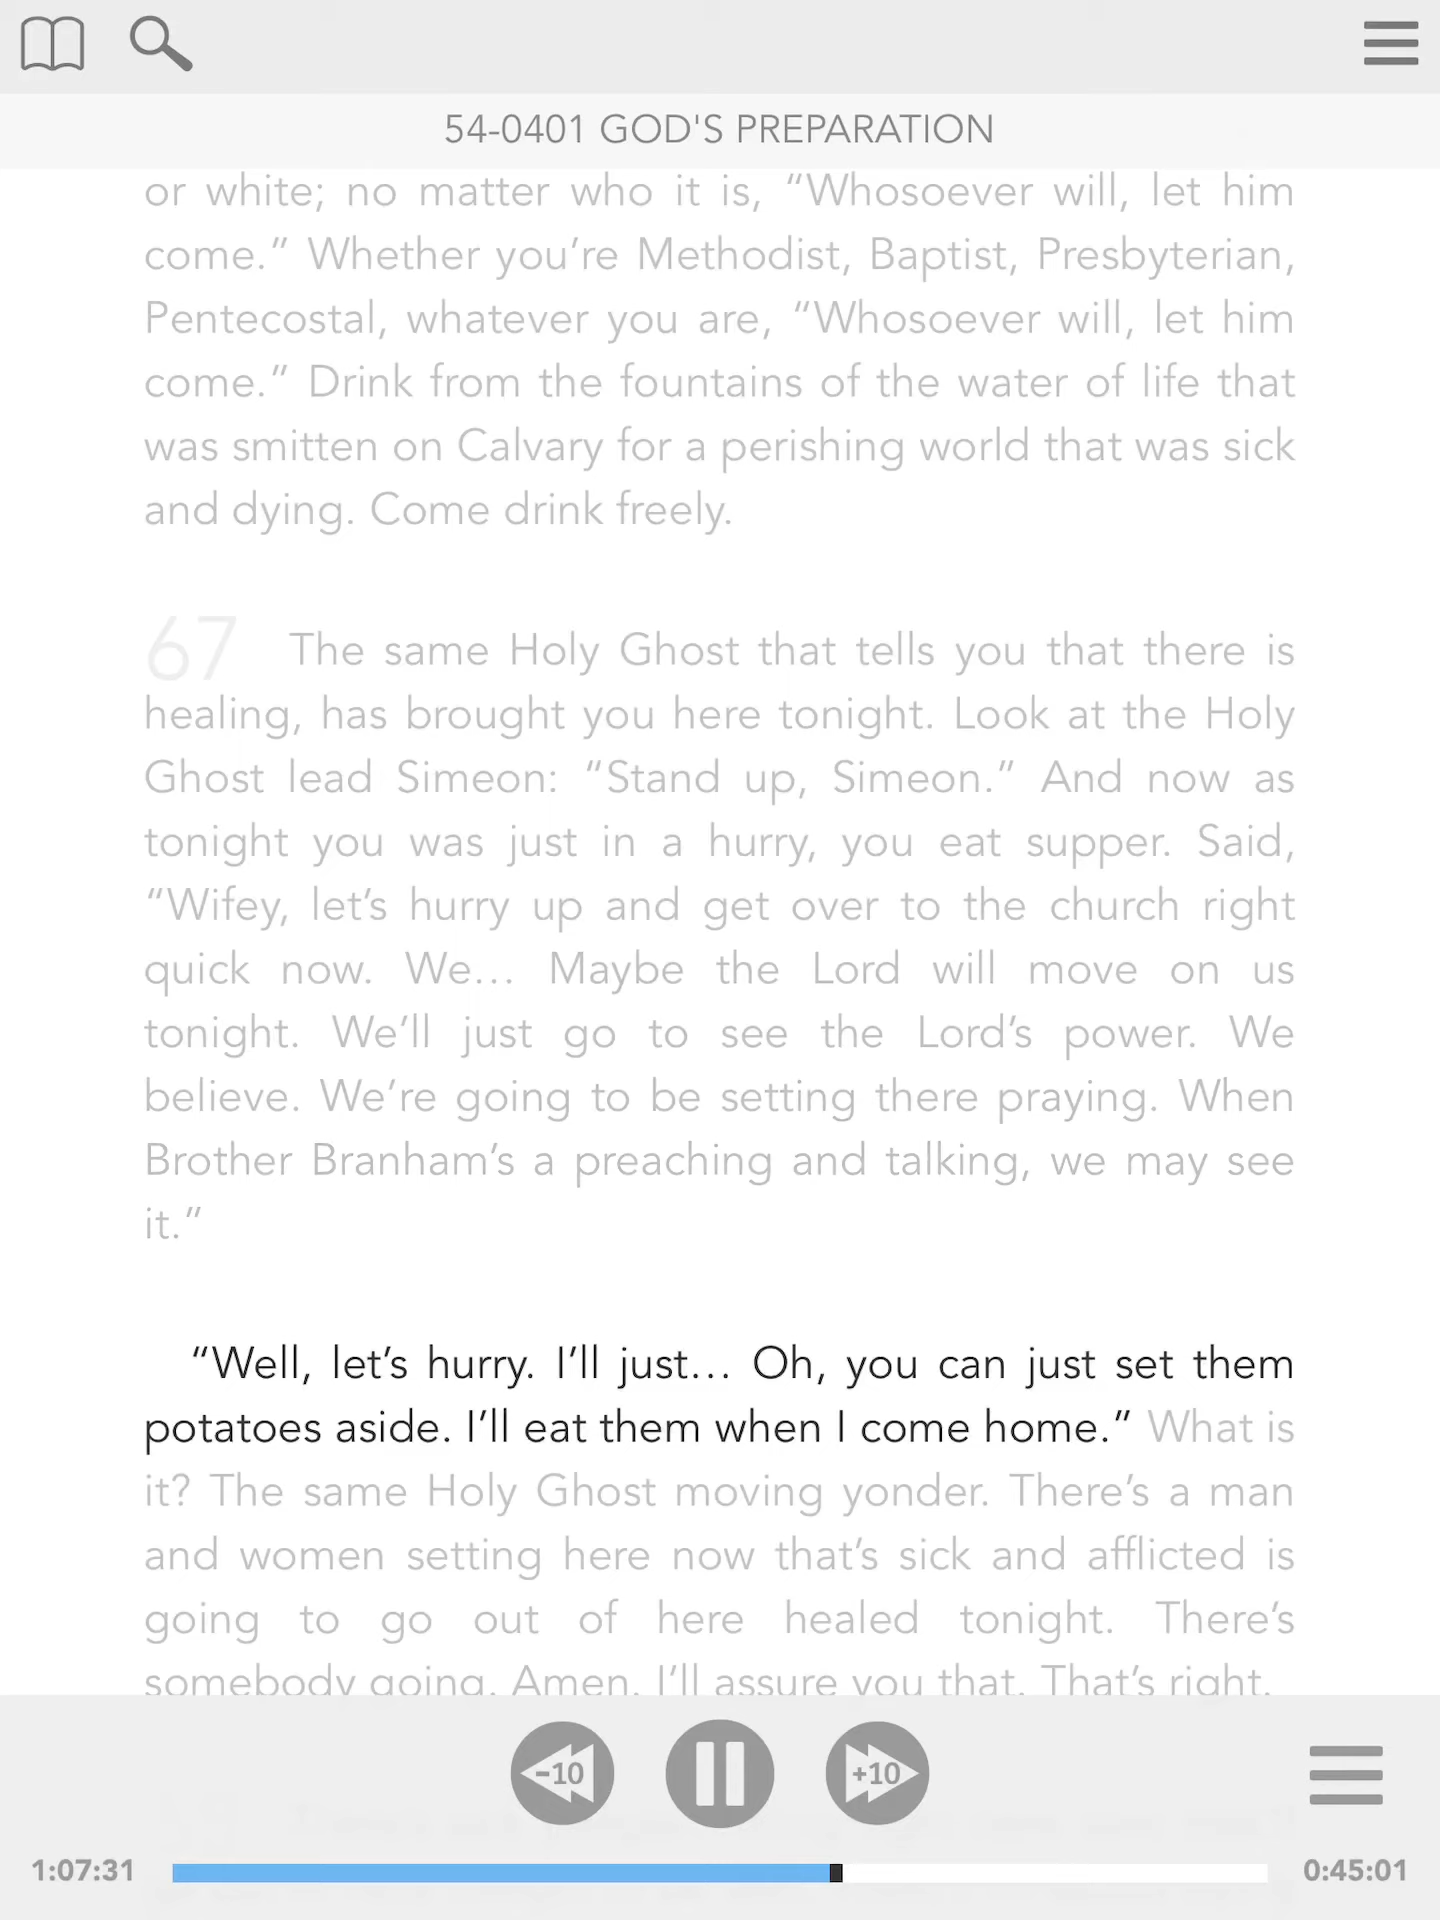 54-0401 GOD'S PREPARATION
or white; no matter who it is, “Whosoever will, let him
come.” Whether you’re Methodist, Baptist, Presbyterian,
Pentecostal, whatever you are, “Whosoever will, let him
come.” Drink from the fountains of the water of life that
was smitten on Calvary for a perishing world that was sick
and dying. Come drink freely.
67 The same Holy Ghost that tells you that there is
healing, has brought you here tonight. Look at the Holy
Ghost lead Simeon: “Stand up, Simeon.” And now as
tonight you was just in a hurry, you eat supper. Said,
“Wifey, let’s hurry up and get over to the church right
quick now. We… Maybe the Lord will move on us
tonight. We’ll just go to see the Lord’s power. We
believe. We’re going to be setting there praying. When
Brother Branham’s a preaching and talking, we may see
it.”
“Well, let’s hurry. I’ll just… Oh, you can just set them
potatoes aside. I’ll eat them when I come home.” What is
it? The same Holy Ghost moving yonder. There’s a man
and women setting here now that’s sick and afflicted is
going to go out of here healed tonight. There’s
somebody going. Amen. I’ll assure you that. That’s right.
-10 +10
1:07:31 0:45:01